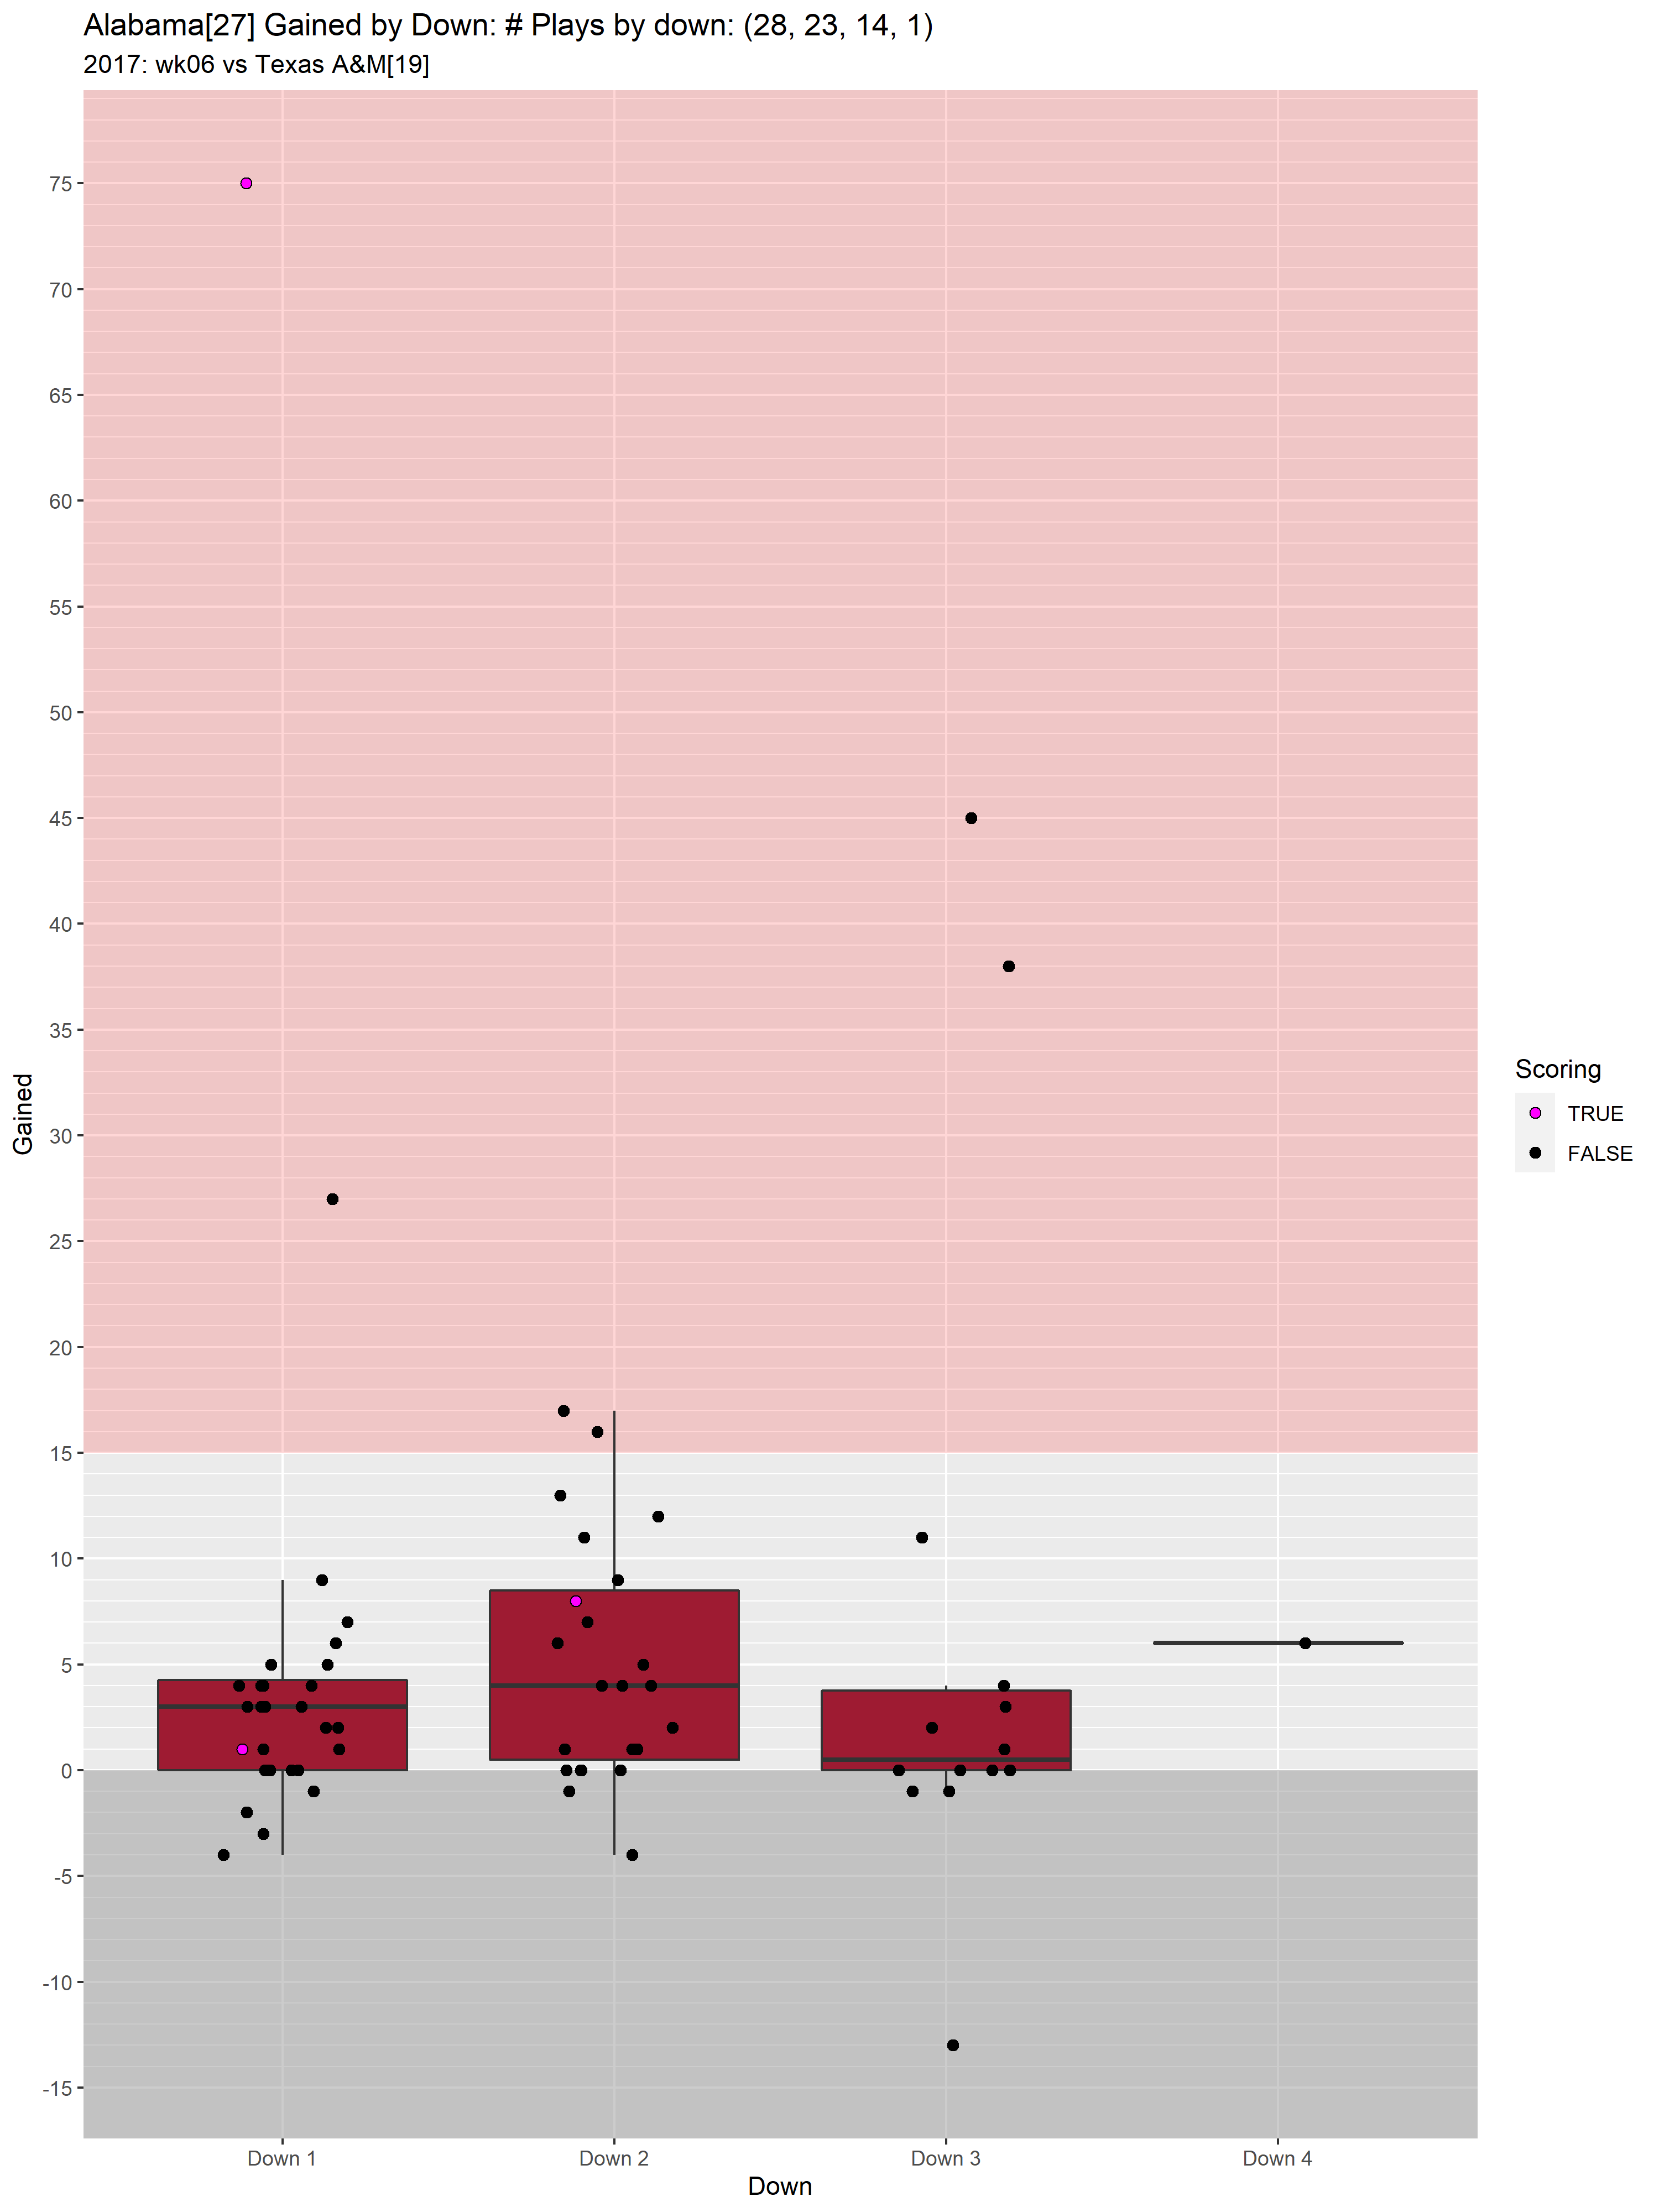 Alabama[27] Gained by Down: # Plays by down: (28, 23, 14, 1)
2017: wk06 vs Texas A&M[19]
75
70
65
60
55
50
45
40
35
30
25
20
15
10
5
0
-5
-10
-15
Gained
Down 1
Down 2
Down 3
Down 4
Down
Scoring
TRUE
FALSE